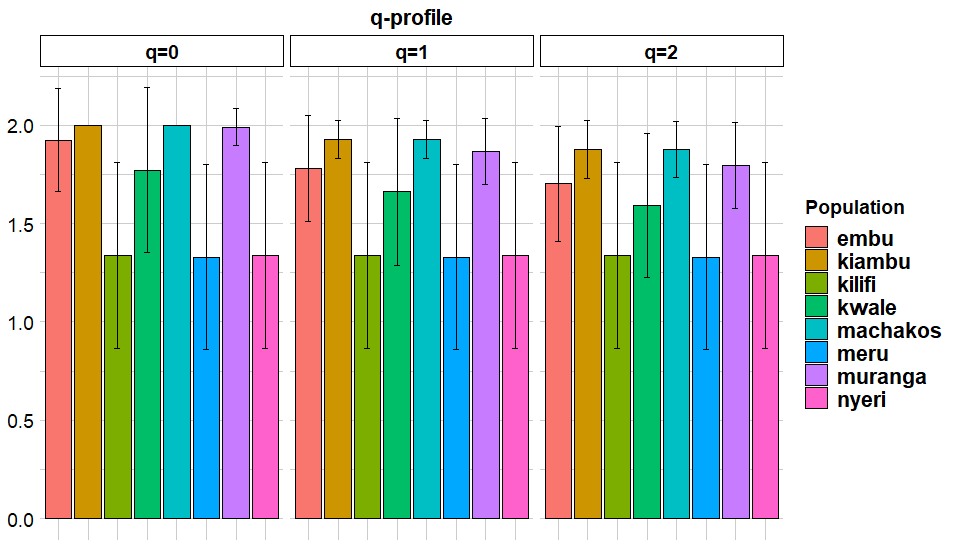 q-profile
q=0 q=1 q=2
2.0
1.5
1.0
0.5
0.0
Population
embu
kiambu
kilifi
kwale
machakos
meru
muranga
nyeri